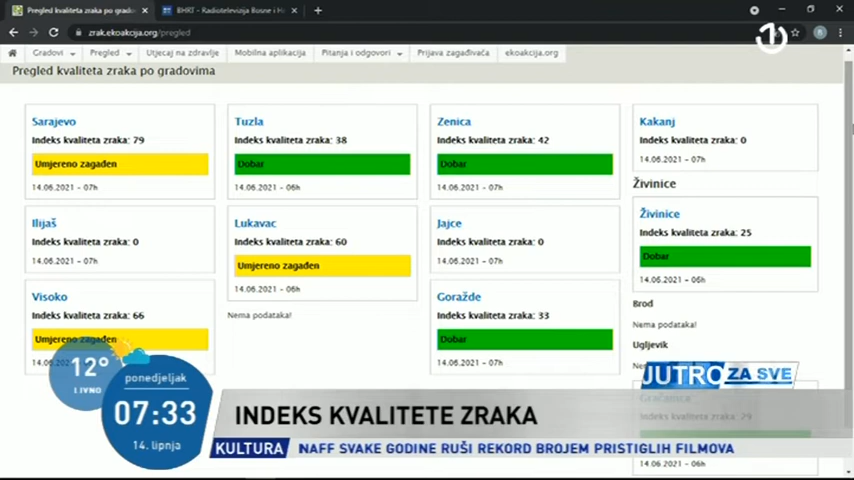 Pregled kvaliteta zraka po gradov
BHRT - Radiotelevizija Bosne i He
zrak.ekoakcija.org/pregled
Gradovi
Pregled
Utjecaj na zdravlje
Mobilna aplikacija
Pitanja i odgovori
Prijava zagađivača
ekoakcija.org
Pregled kvaliteta zraka po gradovima
Sarajevo
Indeks kvaliteta zraka: 79
Umjereno zagađen
14.06.2021 - 07h
Ilijaš
Indeks kvaliteta zraka: 0
14.06.2021 - 07h
Visoko
Indeks kvaliteta zraka: 66
Umjereno zagađen
Tuzla
Indeks kvaliteta zraka: 38
Dobar
14.06.2021 - 06h
Lukavac
Indeks kvaliteta zraka: 60
Umjereno zagađen
14.06.2021 - 06h
Nema podataka!
Zenica
Indeks kvaliteta zraka: 42
Dobar
14.06.2021 - 06h
Jajce
Indeks kvaliteta zraka: 0
14.06.2021 - 07h
Goražde
Indeks kvaliteta zraka: 33
Dobar
Kakanj
Indeks kvaliteta zraka: 0
14.06.2021 - 07h
Živinice
Živinice
Indeks kvaliteta zraka: 25
Dobar
14.06.2021 - 06h
Brod
Nema podataka!
Ugljevik
JUTRO ZA SVE
Gračanica
Indeks kvaliteta zraka: 29
14.06.2021 - 06h
12°
ponedjeljak
07:33
14. lipnja
INDEKS KVALITETE ZRAKA
KULTURA
NAFF SVAKE GODINE RUŠI REKORD BROJEM PRISTIGLIH FILMOVA